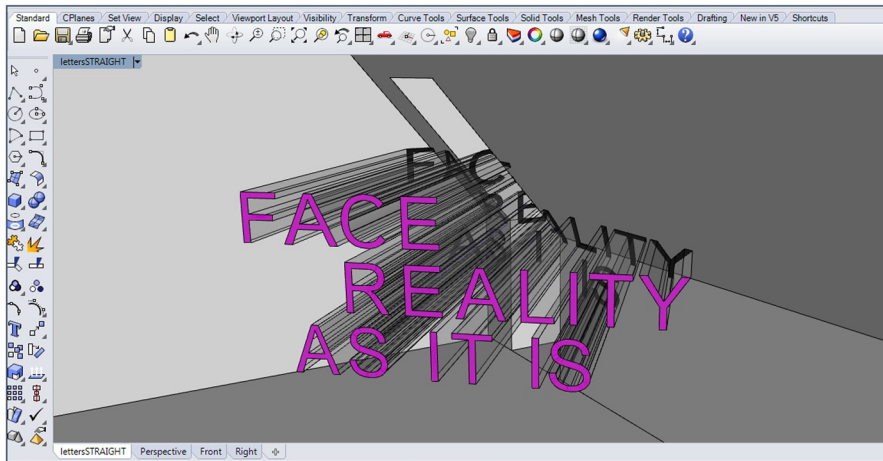 Standard CPlanes Set View Display Select Viewport Layout Visibility Transform Curve Tools Surface Tools Solid Tools Mesh Tools Render Tools Drafting New in V5 Shortcuts
lettersSTRAIGHT
FACE
REALITY
AS IT IS
lettersSTRAIGHT Perspective Front Right